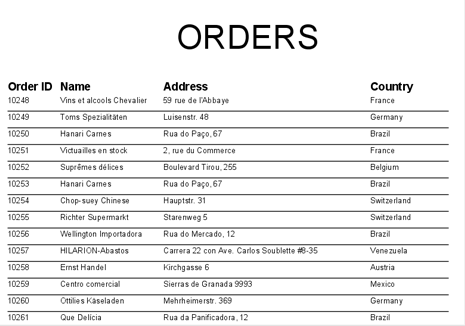 ORDERS
Order ID Name Address Country
10248 Vins et alcools Chevalier 59 rue de l'Abbaye France
10249 Toms Spezialitäten Luisenstr. 48 Germany
10250 Hanari Carnes Rua do Paço, 67 Brazil
10251 Victuailles en stock 2, rue du Commerce France
10252 Suprêmes délices Boulevard Tirou, 255 Belgium
10253 Hanari Carnes Rua do Paço, 67 Brazil
10254 Chop-suey Chinese Hauptstr. 31 Switzerland
10255 Richter Supermarkt Starenweg 5 Switzerland
10256 Wellington Importadora Rua do Mercado, 12 Brazil
10257 HILARION-Abastos Carrera 22 con Ave. Carlos Soublette #8-35 Venezuela
10258 Ernst Handel Kirchgasse 6 Austria
10259 Centro comercial Sierras de Granada 9993 Mexico
10260 Ottilies Käseladen Mehrheimerstr. 369 Germany
10261 Que Delícia Rua da Panificadora, 12 Brazil